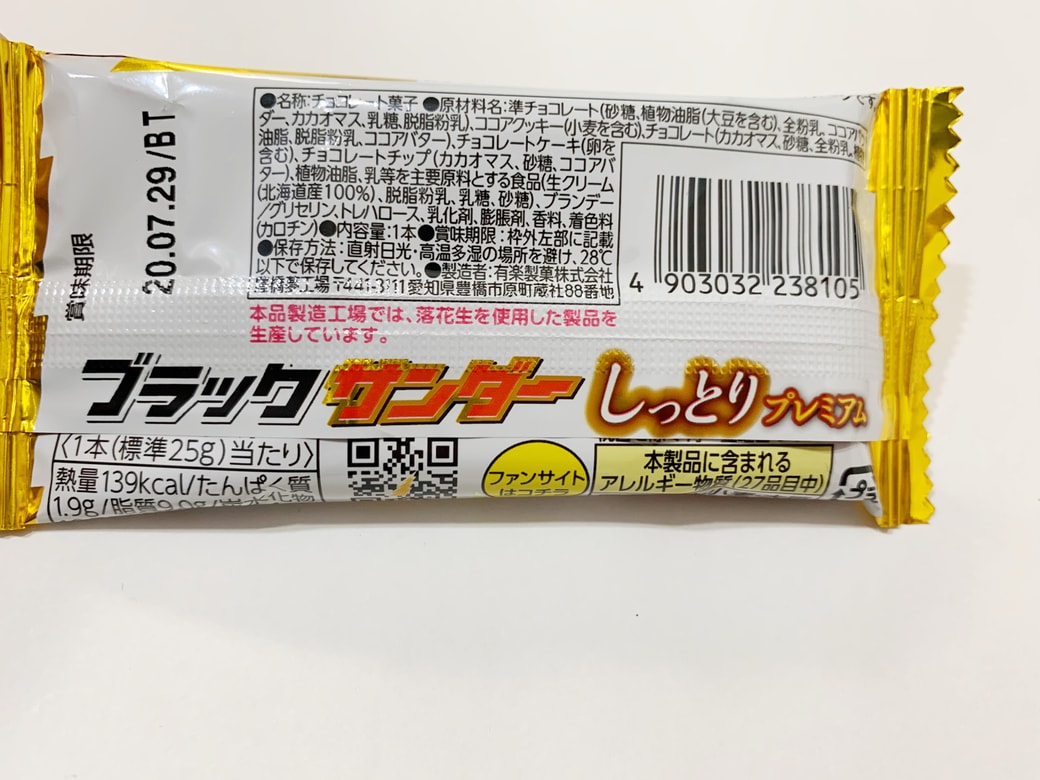 賞味期限
20.07.29/BT
●名称:チョコレート菓子 ●原材料名:準チョコレート(砂糖、植物油脂(大豆を含む)、全粉乳、ココアパウ
ダー、カカオマス、乳糖、脱脂粉乳)、ココアクッキー(小麦を含む)、チョコレート(カカオマス、砂糖、全粉乳、植物
油脂、脱脂粉乳、ココアバター)、チョコレートケーキ(卵を
含む)、チョコレートチップ(カカオマス、砂糖、ココアバ
ター)、植物油脂、乳等を主要原料とする食品(生クリーム
(北海道産100%)、脱脂粉乳、乳糖、砂糖)、ブランデー
/グリセリン、トレハロース、乳化剤、膨脹剤、香料、着色料
(カロチン)●内容量:1本●賞味期限:枠外左部に記載
●保存方法:直射日光・高温多湿の場所を避け、28℃
以下で保存してください。●製造者:有楽製菓株式会社
愛知県豊橋市原町蔵社88番地
4 903032 238105
本品製造工場では、落花生を使用した製品を
生産しています。
ブラックサンダー しっとりプレミアム
〈1本(標準25g)当たり〉
熱量139kcal/たんぱく質
1.9g/脂質9.0g/炭水化物
ファンサイト
はコチラ
本製品に含まれる
アレルギー物質(27品目中)